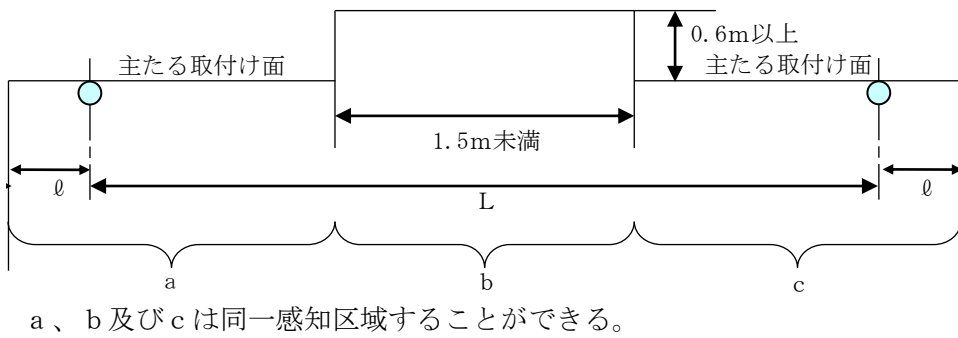 0.6m以上
主たる取付け面
主たる取付け面
1.5m未満
ℓ
L
ℓ
a
b
c
a、b及びcは同一感知区域することができる。